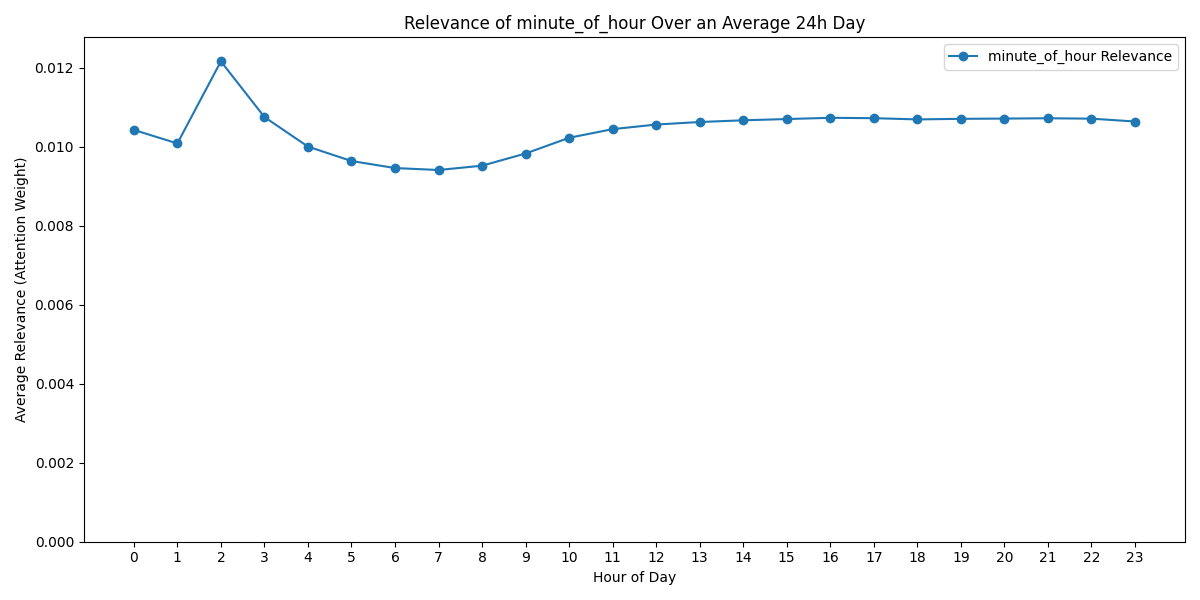 Relevance of minute_of_hour Over an Average 24h Day
minute_of_hour Relevance
Average Relevance (Attention Weight)
0.012
0.010
0.008
0.006
0.004
0.002
0.000
0 1 2 3 4 5 6 7 8 9 10 11 12 13 14 15 16 17 18 19 20 21 22 23
Hour of Day